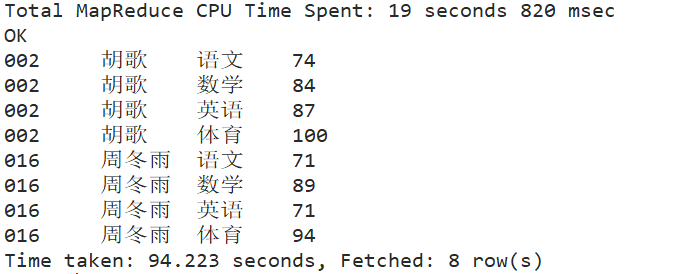 Total MapReduce CPU Time Spent: 19 seconds 820 msec
OK
002	胡歌	语文	74
002	胡歌	数学	84
002	胡歌	英语	87
002	胡歌	体育	100
016	周冬雨	语文	71
016	周冬雨	数学	89
016	周冬雨	英语	71
016	周冬雨	体育	94
Time taken: 94.223 seconds, Fetched: 8 row(s)